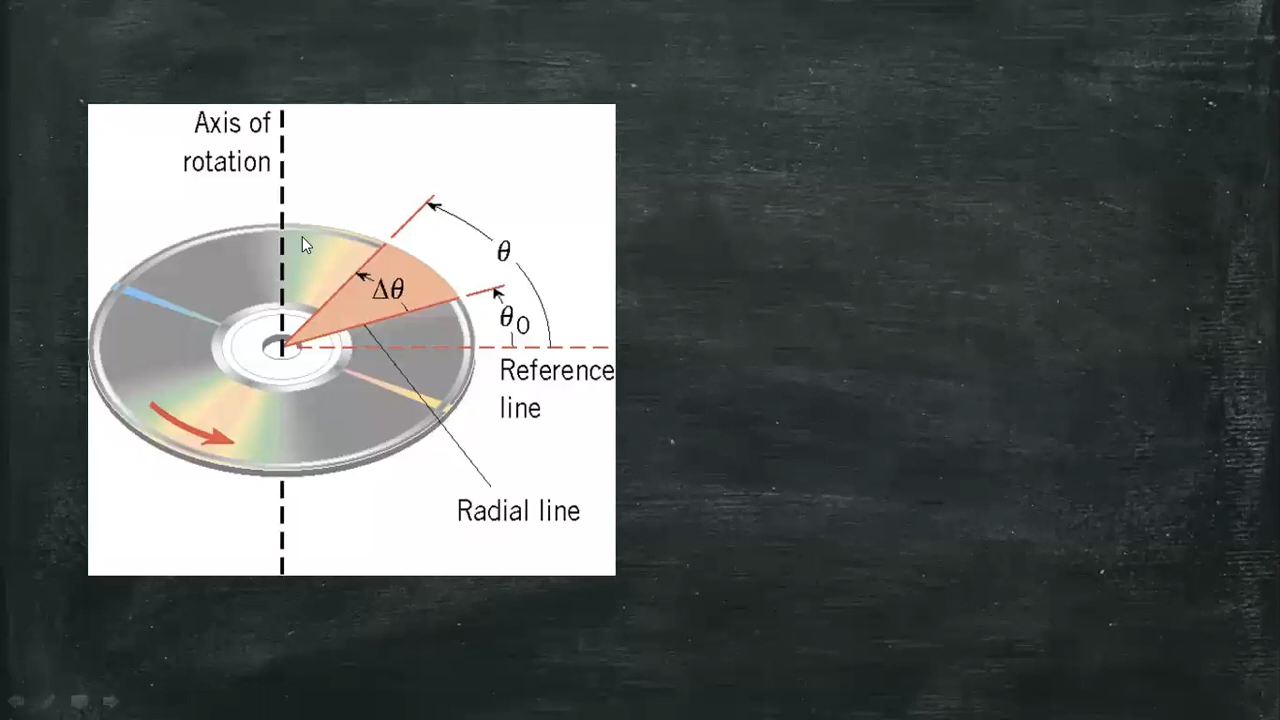 Axis of
rotation
θ
Δθ
θ0
Reference
line
Radial line